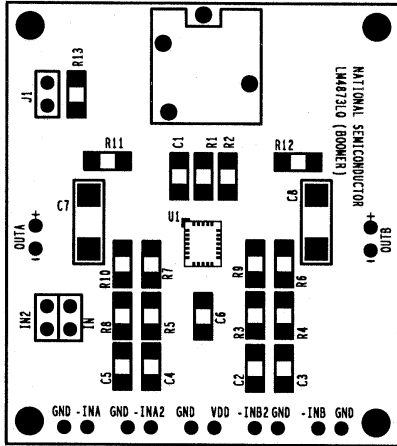 J1
R13
R11
C1
R1
R2
R12
NATIONAL SEMICONDUCTOR
LM4873LQ (BOOMER)
C7
C8
U1
OUTA
+
-
OUTB
+
-
R10
R7
R9
R6
IN2
IN
R8
R5
C6
R3
R4
C5
C4
C2
C3
GND -INA GND -INA2 GND VDD -INB2 GND -INB GND